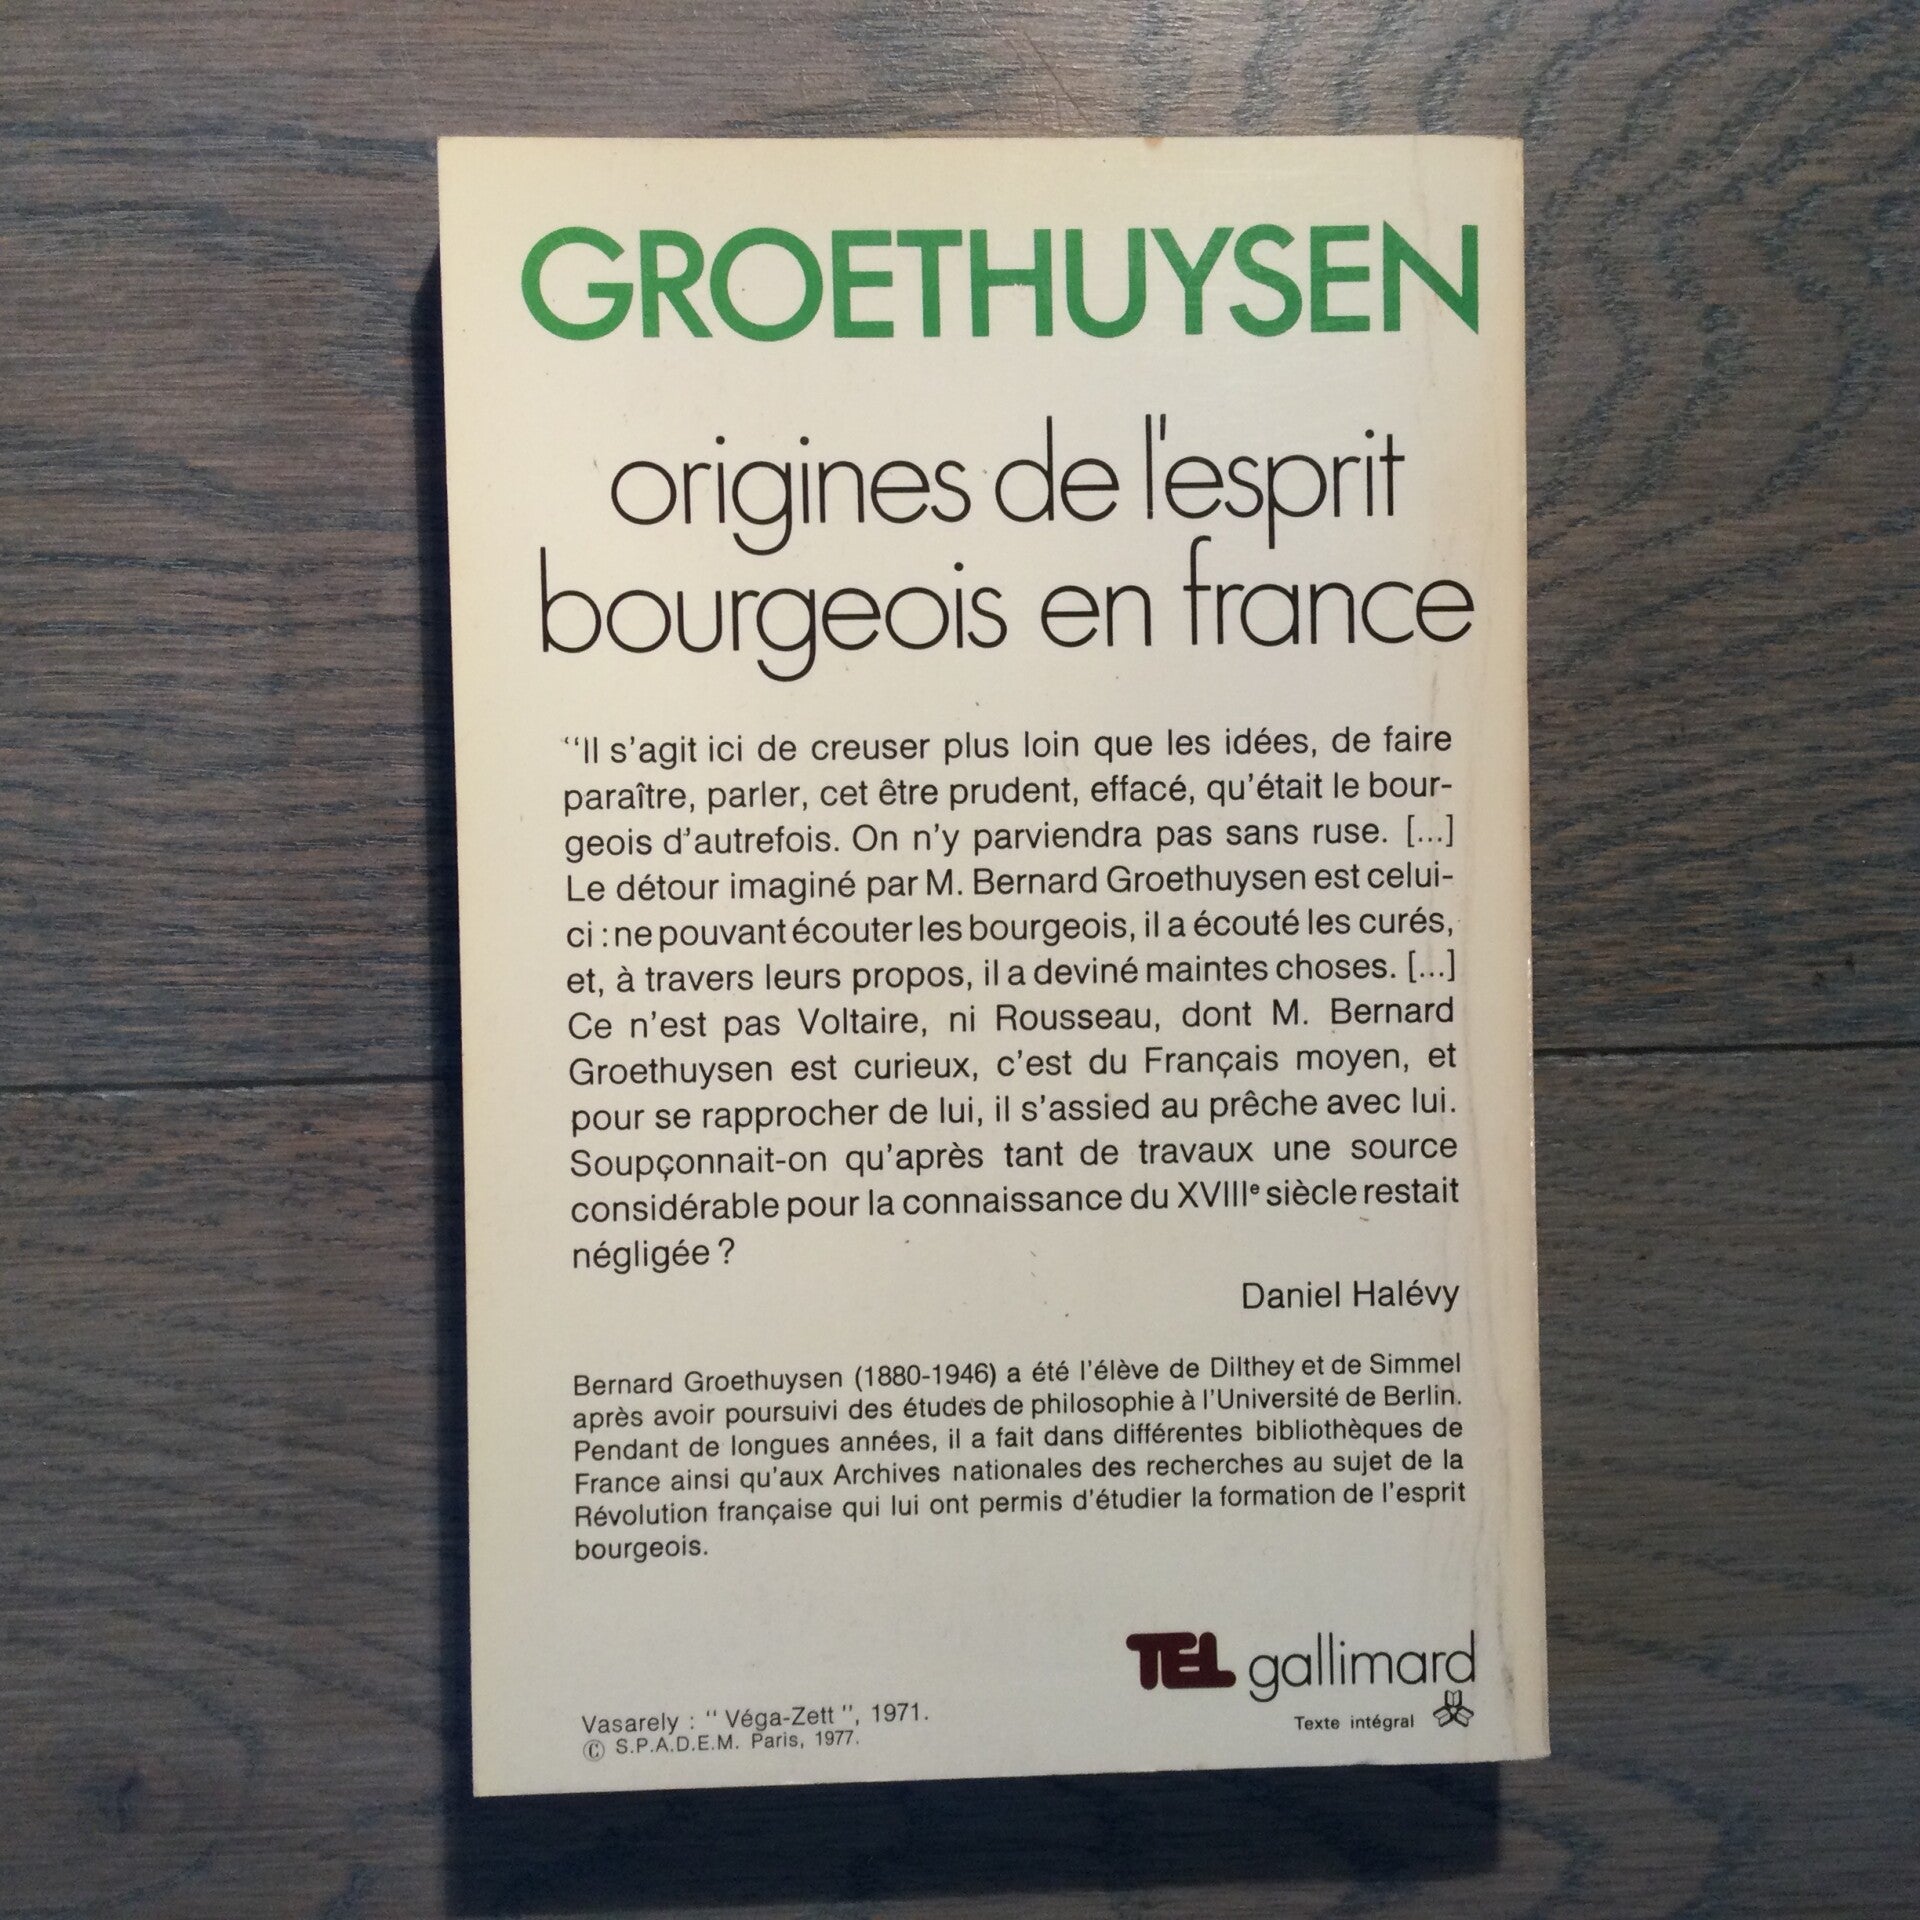 GROETHUYSEN
origines de l'esprit
bourgeois en france
‘‘Il s’agit ici de creuser plus loin que les idées, de faire
paraître, parler, cet être prudent, effacé, qu’était le bour-
geois d’autrefois. On n’y parviendra pas sans ruse. [...]
Le détour imaginé par M. Bernard Groethuysen est celui-
ci : ne pouvant écouter les bourgeois, il a écouté les curés,
et, à travers leurs propos, il a deviné maintes choses. [...]
Ce n’est pas Voltaire, ni Rousseau, dont M. Bernard
Groethuysen est curieux, c’est du Français moyen, et
pour se rapprocher de lui, il s’assied au prêche avec lui.
Soupçonnait-on qu’après tant de travaux une source
considérable pour la connaissance du XVIIIe siècle restait
négligée ?
Daniel Halévy
Bernard Groethuysen (1880-1946) a été l’élève de Dilthey et de Simmel
après avoir poursuivi des études de philosophie à l’Université de Berlin.
Pendant de longues années, il a fait dans différentes bibliothèques de
France ainsi qu’aux Archives nationales des recherches au sujet de la
Révolution française qui lui ont permis d’étudier la formation de l’esprit
bourgeois.
TEL gallimard
Texte intégral
Vasarely : “ Véga-Zett ”, 1971.
© S.P.A.D.E.M. Paris, 1977.